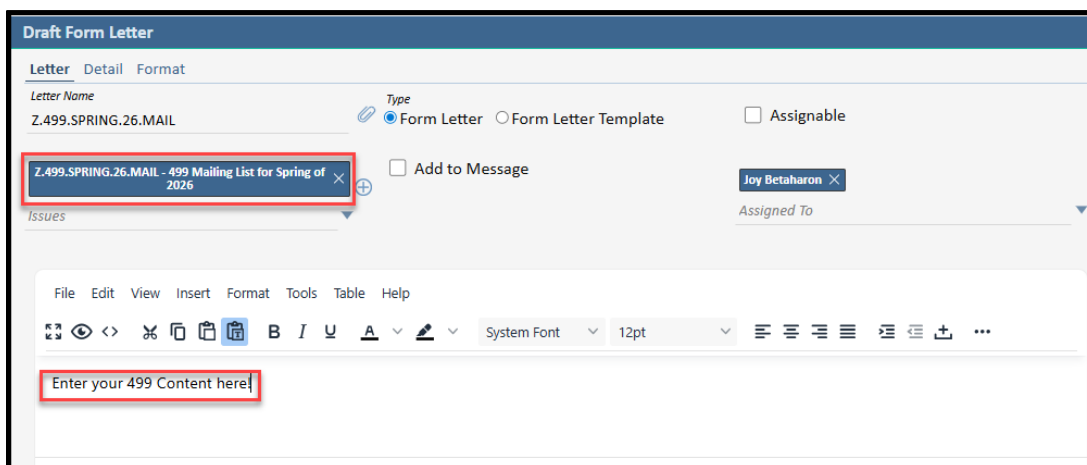 Draft Form Letter
Letter Detail Format
Letter Name
Type
Z.499.SPRING.26.MAIL
Form Letter Form Letter Template
Assignable
Z.499.SPRING.26.MAIL - 499 Mailing List for Spring of
2026
Add to Message
Joy Betaharon
Issues
Assigned To
File Edit View Insert Format Tools Table Help
B I U A System Font 12pt
Enter your 499 Content here!